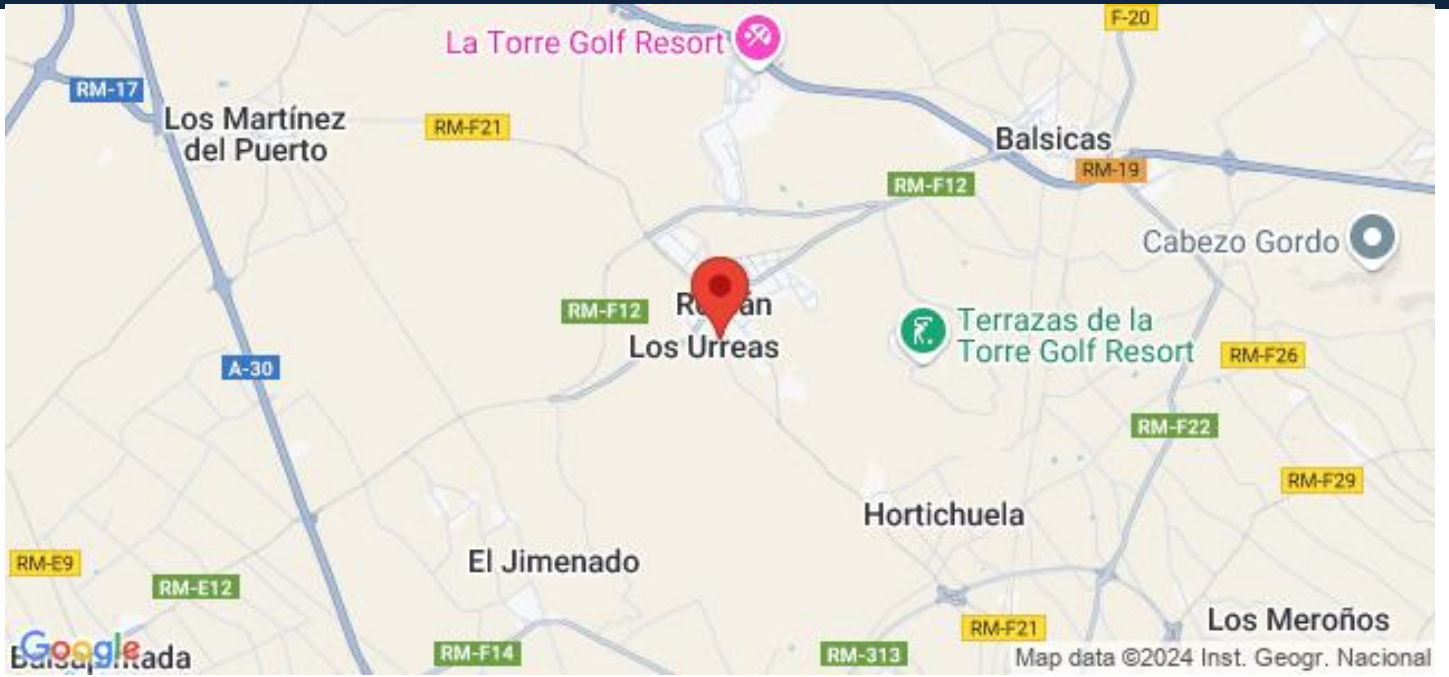 F-20
La Torre Golf Resort
RM-17
Los Martínez
del Puerto
RM-F21
Balsicas
RM-19
RM-F12
Cabezo Gordo
RM-F12
Los Urreas
Terrazas de la
Torre Golf Resort
RM-F26
A-30
RM-F22
RM-F29
Hortichuela
El Jimenado
RM-E9
RM-E12
Los Meroños
RM-F21
Google
RM-F14
RM-313
Map data ©2024 Inst. Geogr. Nacional